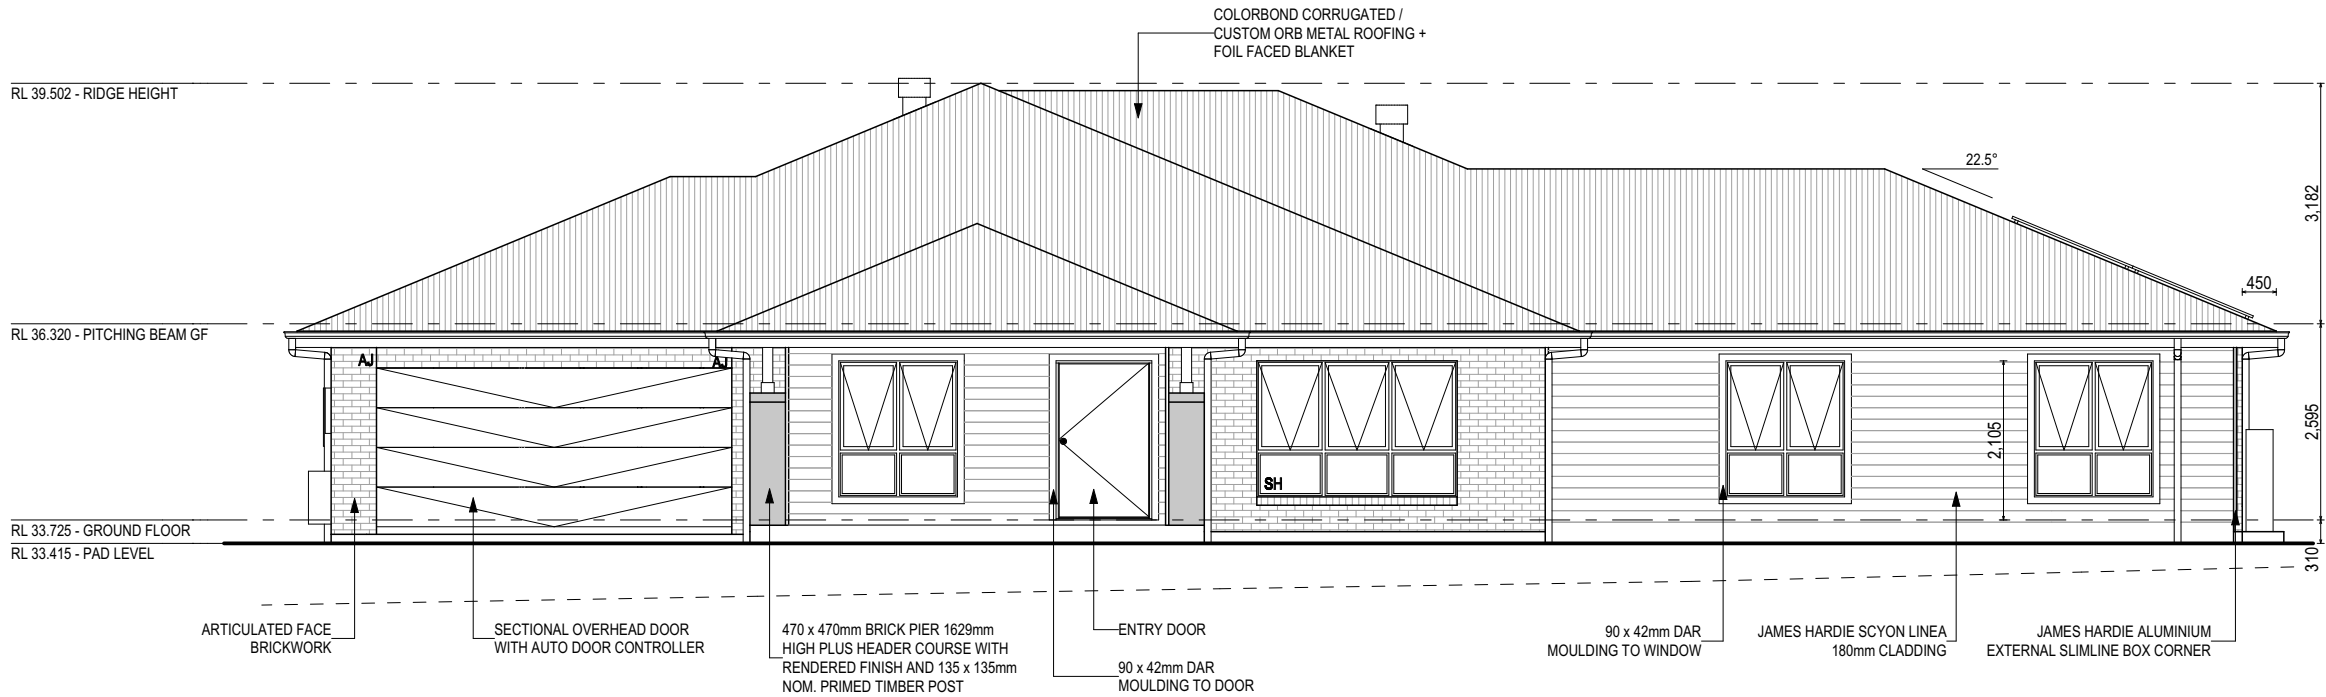 COLORBOND CORRUGATED /
CUSTOM ORB METAL ROOFING +
FOIL FACED BLANKET
RL 39.502 - RIDGE HEIGHT
22.5°
3,182
450
RL 36.320 - PITCHING BEAM GF
AJ
AJ
2,105
2,595
SH
RL 33.725 - GROUND FLOOR
RL 33.415 - PAD LEVEL
310
ARTICULATED FACE
BRICKWORK
SECTIONAL OVERHEAD DOOR
WITH AUTO DOOR CONTROLLER
470 x 470mm BRICK PIER 1629mm
HIGH PLUS HEADER COURSE WITH
RENDERED FINISH AND 135 x 135mm
NOM. PRIMED TIMBER POST
ENTRY DOOR
90 x 42mm DAR
MOULDING TO DOOR
90 x 42mm DAR
MOULDING TO WINDOW
JAMES HARDIE SCYON LINEA
180mm CLADDING
JAMES HARDIE ALUMINIUM
EXTERNAL SLIMLINE BOX CORNER